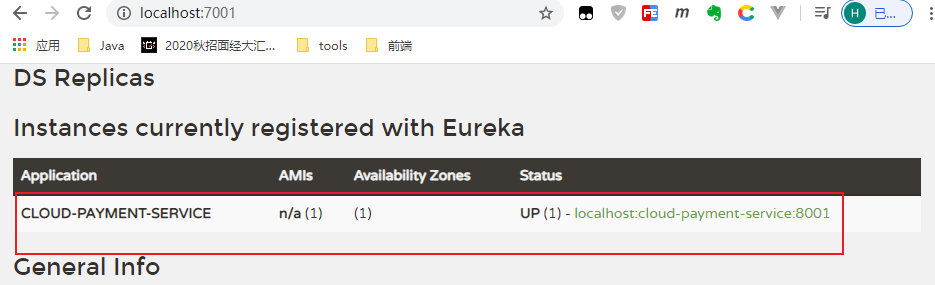 localhost:7001
H 已...
应用 Java 2020秋招面经大汇... tools 前端
DS Replicas
Instances currently registered with Eureka
Application AMIs Availability Zones Status
CLOUD-PAYMENT-SERVICE n/a (1) (1) UP (1) - localhost:cloud-payment-service:8001
General Info